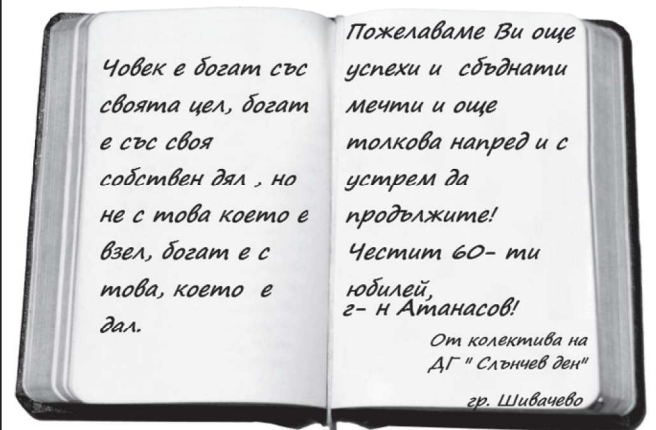 Човек е богат със
своята цел, богат
е със своя
собствен дял , но
не с това което е
взел, богат е с
това, което е
дал.
Пожелаваме Ви още
успехи и сбъднати
мечти и още
толкова напред и с
устрем да
продължите!
Честит 60- ти
юбилей,
г- н Атанасов!
От колектива на
ДГ " Слънчев ден"
гр. Шивачево